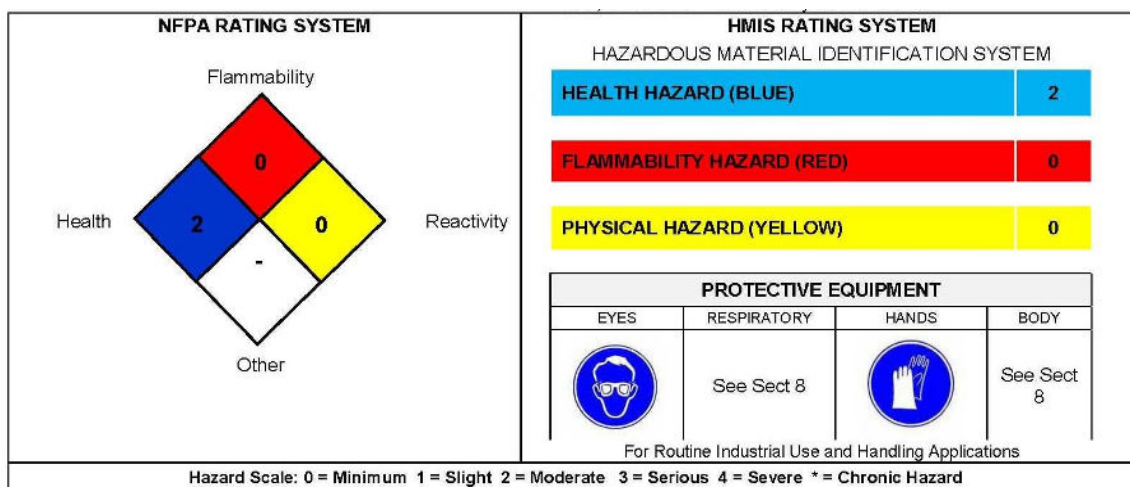 NFPA RATING SYSTEM
Flammability
0
Health
2
0
Reactivity
-
Other
HMIS RATING SYSTEM
HAZARDOUS MATERIAL IDENTIFICATION SYSTEM
HEALTH HAZARD (BLUE) 2
FLAMMABILITY HAZARD (RED) 0
PHYSICAL HAZARD (YELLOW) 0
PROTECTIVE EQUIPMENT
EYES RESPIRATORY HANDS BODY
See Sect 8 See Sect
8
For Routine Industrial Use and Handling Applications
Hazard Scale: 0 = Minimum 1 = Slight 2 = Moderate 3 = Serious 4 = Severe * = Chronic Hazard